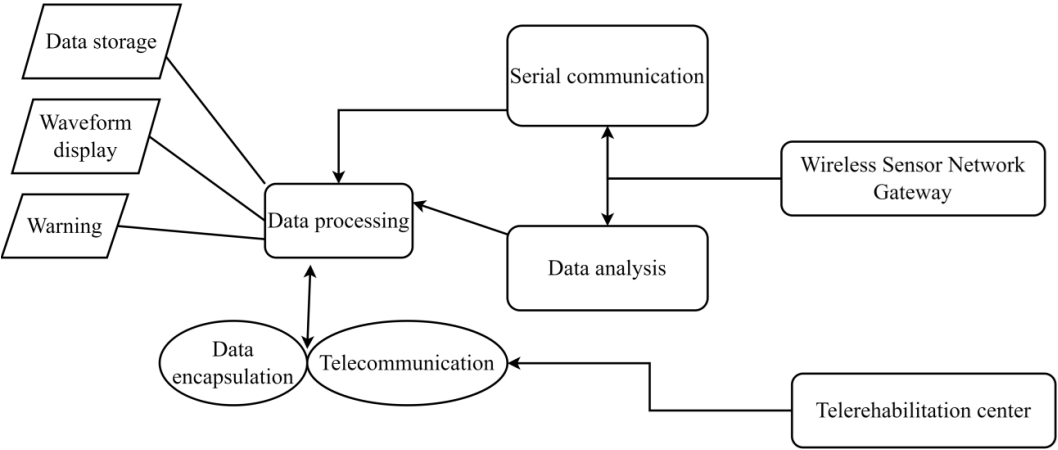 Data storage
Serial communication
Waveform
display
Wireless Sensor Network
Gateway
Warning
Data processing
Data analysis
Data
encapsulation
Telecommunication
Telerehabilitation center